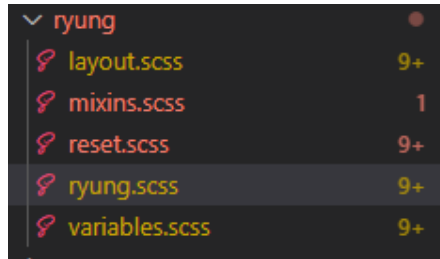 ryung
layout.scss 9+
mixins.scss 1
reset.scss 9+
ryung.scss 9+
variables.scss 9+